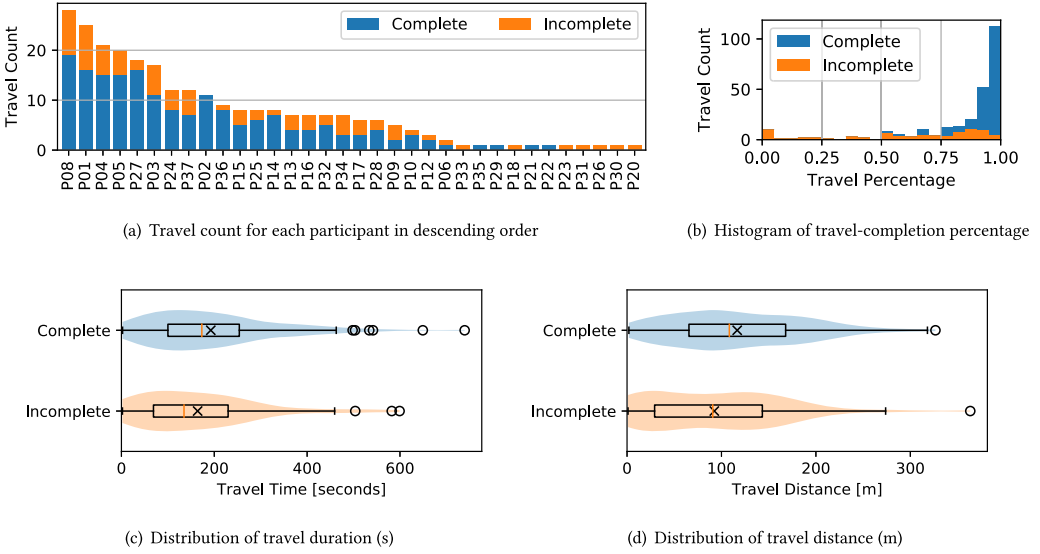 Travel Count
20
10
0
Complete
Incomplete
P08 P01 P04 P05 P27 P03 P24 P37 P02 P36 P15 P25 P14 P13 P16 P32 P34 P17 P28 P09 P10 P12 P06 P33 P35 P29 P18 P21 P22 P23 P31 P26 P30 P20
(a) Travel count for each participant in descending order
Travel Count
100
50
0
Complete
Incomplete
0.00 0.25 0.50 0.75 1.00
Travel Percentage
(b) Histogram of travel-completion percentage
Complete
Incomplete
0 200 400 600
Travel Time [seconds]
(c) Distribution of travel duration (s)
Complete
Incomplete
0 100 200 300
Travel Distance [m]
(d) Distribution of travel distance (m)